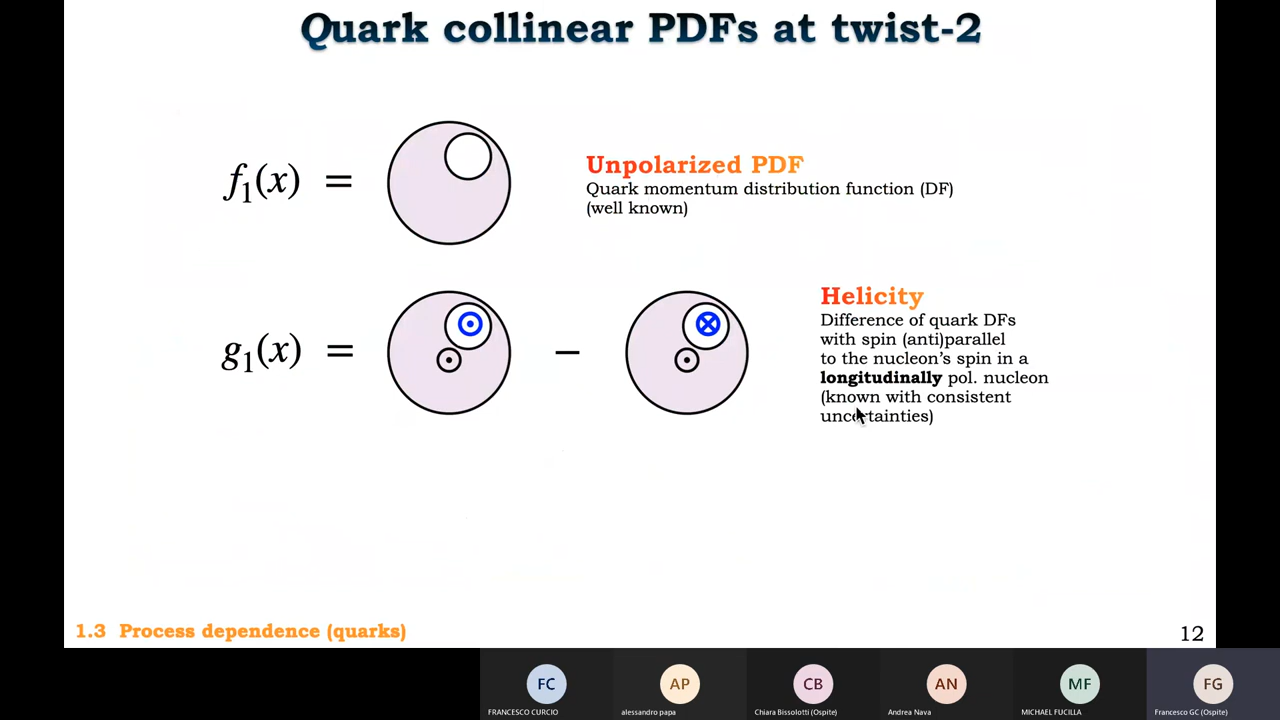 Quark collinear PDFs at twist-2
f₁(x) =
Unpolarized PDF
Quark momentum distribution function (DF)
(well known)
g₁(x) =
−
Helicity
Difference of quark DFs
with spin (anti)parallel
to the nucleon's spin in a
longitudinally pol. nucleon
(known with consistent
uncertainties)
1.3 Process dependence (quarks)
12
FC
AP
CB
AN
MF
FG
FRANCESCO CURCIO
alessandro papa
Chiara Bissolotti (Ospite)
Andrea Nava
MICHAEL FUCILLA
Francesco GC (Ospite)